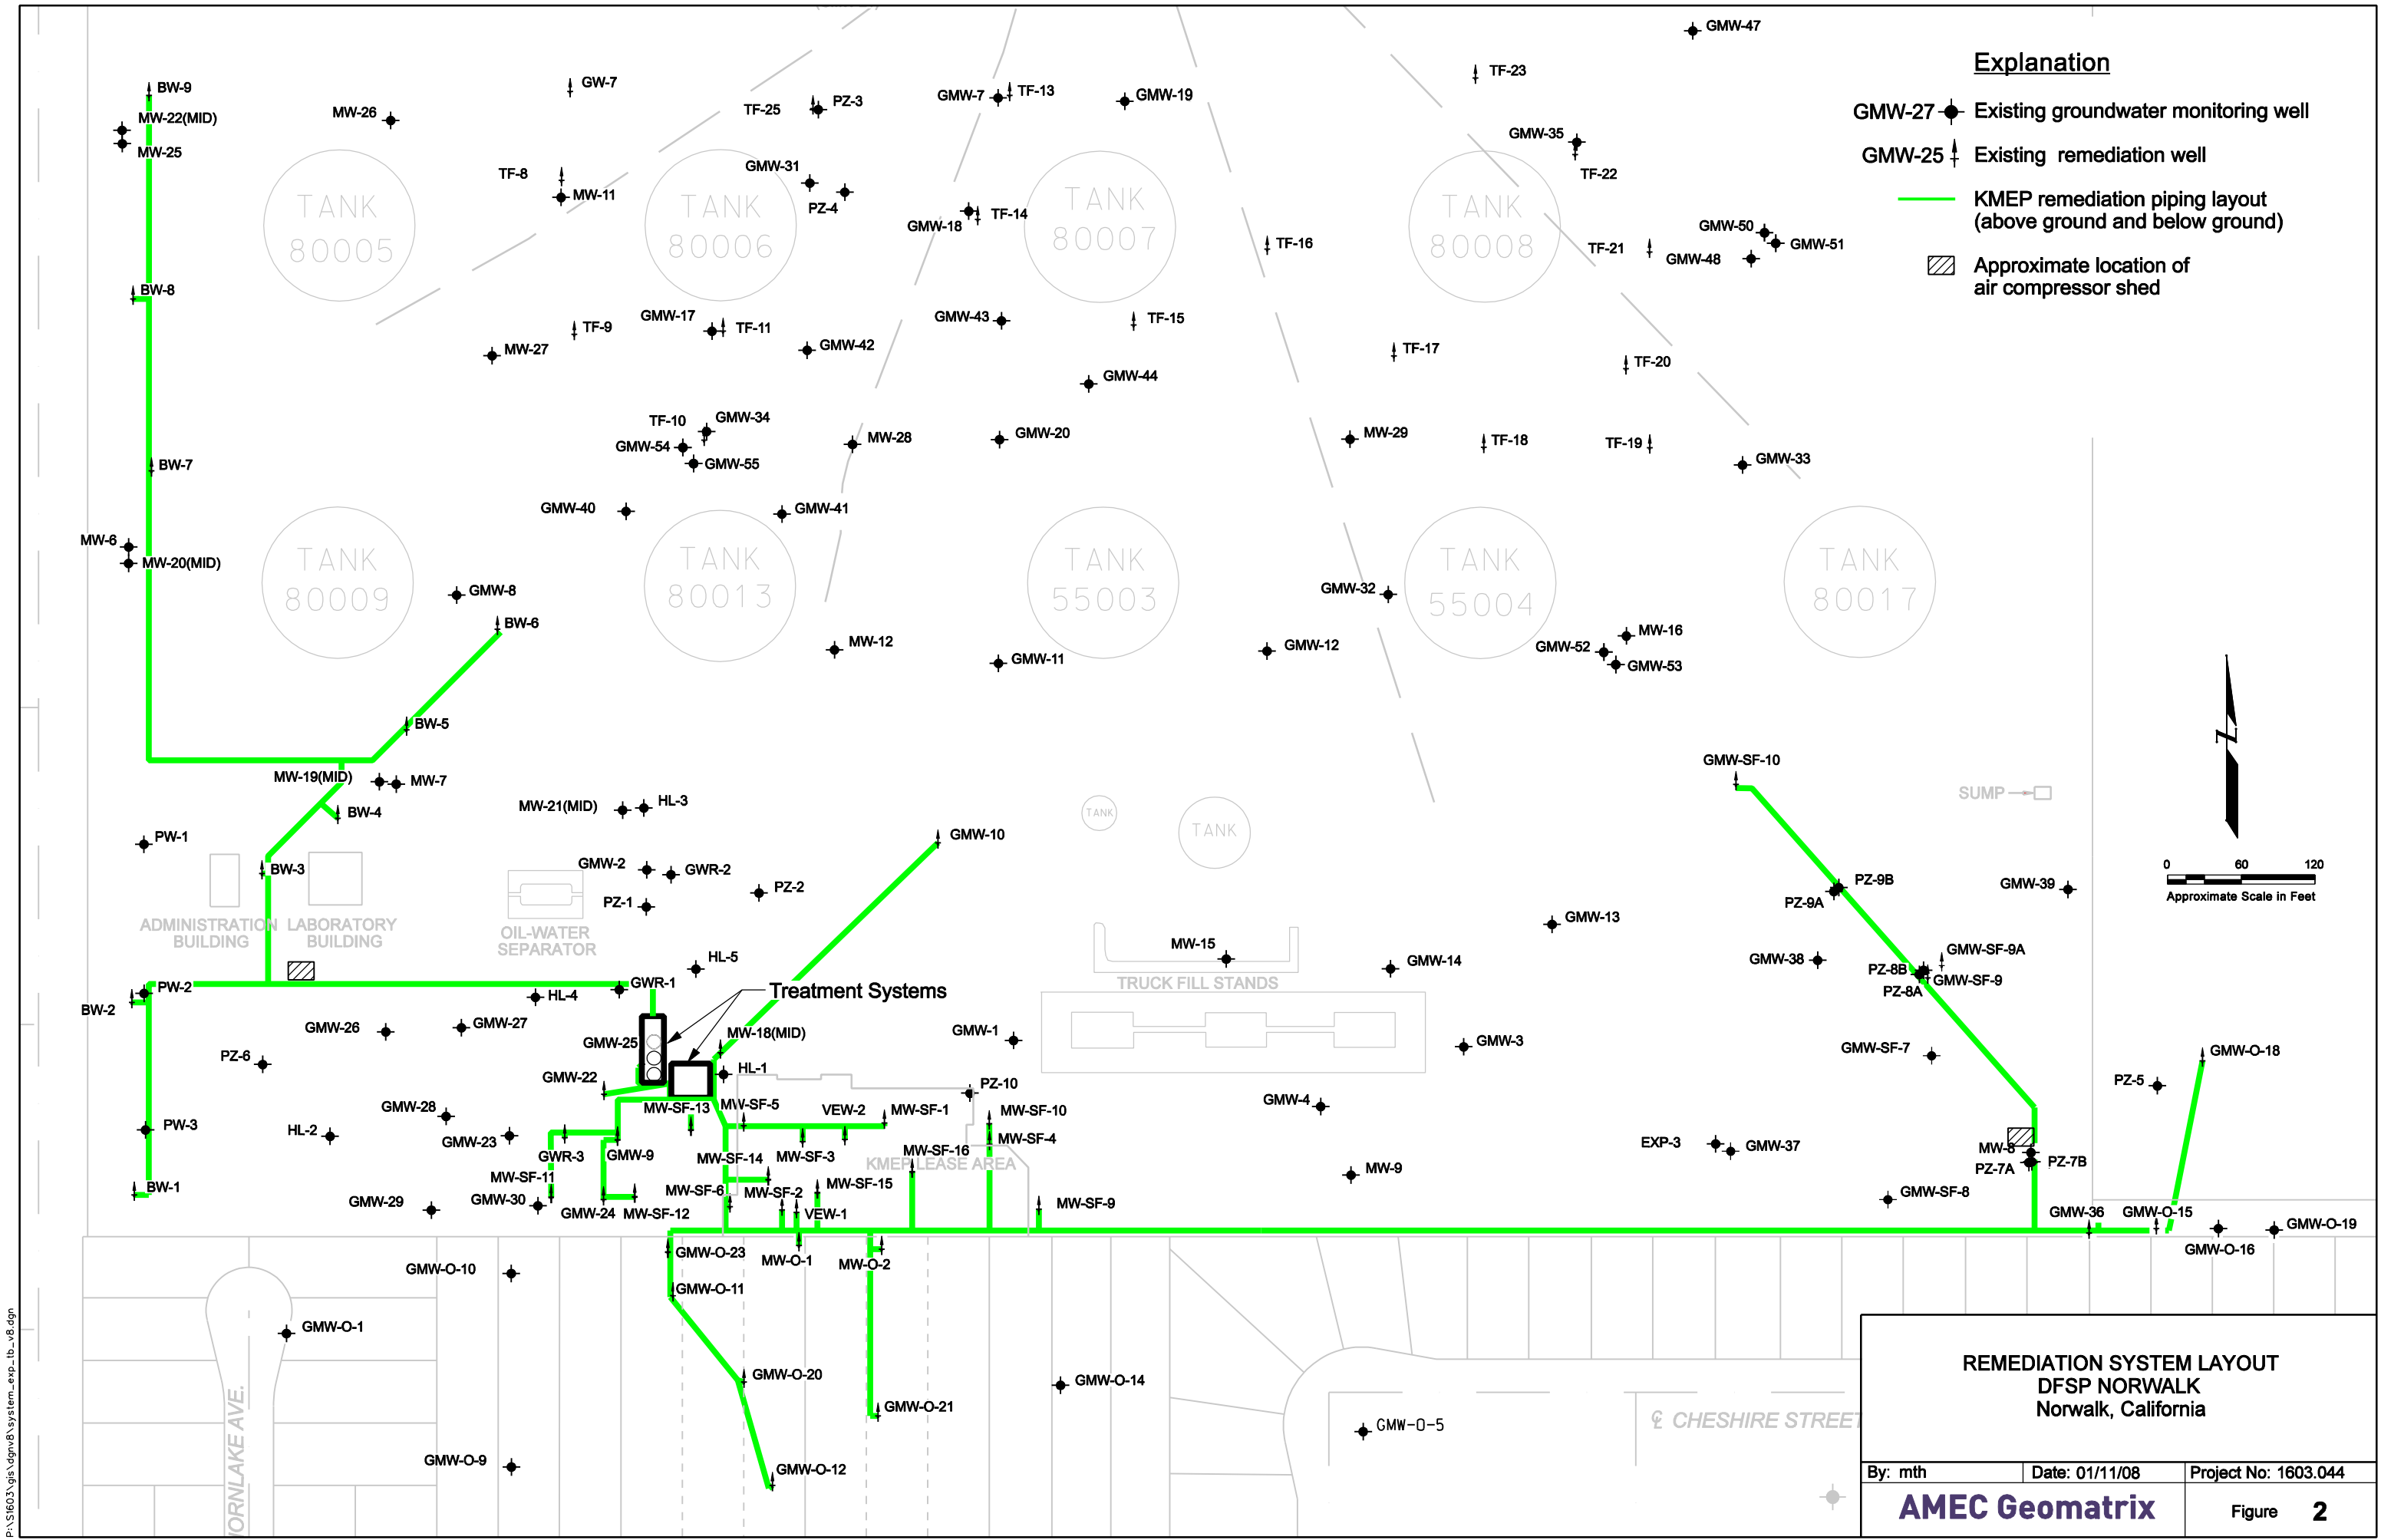 GMW-47
Explanation
TF-23
BW-9
GW-7
GMW-7
TF-13
GMW-19
MW-22(MID)
MW-26
TF-25
PZ-3
GMW-27
Existing groundwater monitoring well
MW-25
GMW-35
GMW-25
Existing remediation well
TF-8
GMW-31
TF-22
MW-11
PZ-4
KMEP remediation piping layout
(above ground and below ground)
TANK
80005
TANK
80006
GMW-18
TF-14
TANK
80007
TF-16
TANK
80008
TF-21
GMW-50
GMW-51
GMW-48
Approximate location of
air compressor shed
BW-8
TF-9
GMW-17
TF-11
GMW-43
TF-15
MW-27
GMW-42
TF-17
TF-20
GMW-44
TF-10
GMW-34
GMW-54
GMW-55
MW-28
GMW-20
MW-29
TF-18
TF-19
GMW-33
BW-7
GMW-40
GMW-41
MW-6
MW-20(MID)
TANK
80009
TANK
80013
TANK
55003
TANK
55004
TANK
80017
GMW-8
GMW-32
BW-6
MW-12
GMW-11
GMW-12
MW-16
GMW-52
GMW-53
BW-5
Z
MW-19(MID)
MW-7
GMW-SF-10
SUMP
BW-4
MW-21(MID)
HL-3
TANK
TANK
PW-1
GMW-10
BW-3
GMW-2
GWR-2
PZ-2
PZ-1
PZ-9B
PZ-9A
GMW-39
0 60 120
Approximate Scale in Feet
ADMINISTRATION
BUILDING
LABORATORY
BUILDING
OIL-WATER
SEPARATOR
GMW-13
MW-15
GMW-14
GMW-38
GMW-SF-9A
PZ-8B
GMW-SF-9
PZ-8A
HL-5
TRUCK FILL STANDS
PW-2
BW-2
HL-4
GWR-1
Treatment Systems
GMW-26
GMW-27
GMW-25
MW-18(MID)
GMW-1
GMW-3
GMW-SF-7
GMW-O-18
PZ-6
GMW-22
HL-1
PZ-10
PZ-5
GMW-28
MW-SF-13
MW-SF-5
VEW-2
MW-SF-1
MW-SF-10
GMW-4
PW-3
HL-2
GMW-23
GWR-3
GMW-9
MW-SF-14
MW-SF-3
MW-SF-16
MW-SF-4
KMEP LEASE AREA
EXP-3
GMW-37
MW-8
PZ-7A
PZ-7B
MW-9
BW-1
MW-SF-11
MW-SF-6
MW-SF-2
MW-SF-15
GMW-29
GMW-30
GMW-24
MW-SF-12
VEW-1
MW-SF-9
GMW-SF-8
GMW-36
GMW-O-15
GMW-O-16
GMW-O-19
GMW-O-23
MW-O-1
MW-O-2
GMW-O-10
GMW-O-11
GMW-O-1
GMW-O-20
GMW-O-14
GMW-O-21
GMW-O-5
CHESHIRE STREET
GMW-O-9
GMW-O-12
ORNLAKE AVE.
REMEDIATION SYSTEM LAYOUT
DFSP NORWALK
Norwalk, California
By: mth
Date: 01/11/08
Project No: 1603.044
AMEC Geomatrix
Figure 2
P:\S1603\gis\dgnv8\system_exp_tb_v8.dgn